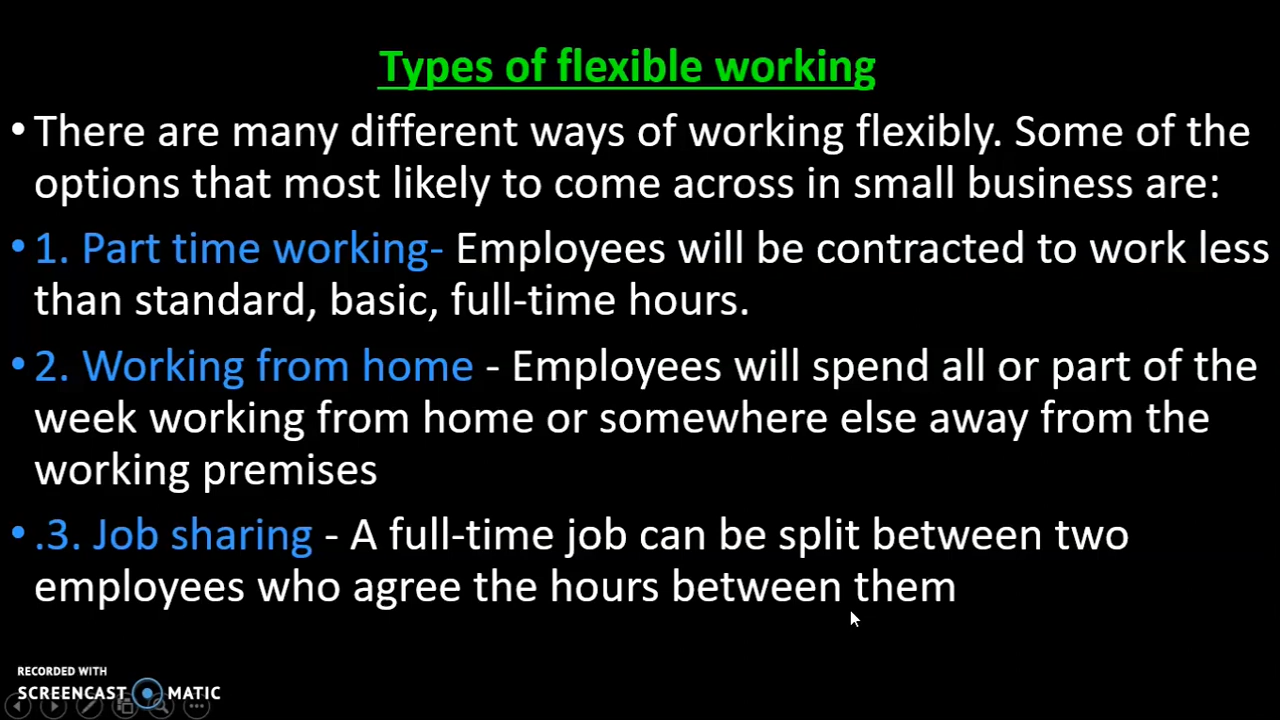 Types of flexible working
• There are many different ways of working flexibly. Some of the
options that most likely to come across in small business are:
• 1. Part time working- Employees will be contracted to work less
than standard, basic, full-time hours.
• 2. Working from home - Employees will spend all or part of the
week working from home or somewhere else away from the
working premises
• .3. Job sharing - A full-time job can be split between two
employees who agree the hours between them
RECORDED WITH
SCREENCAST MATIC